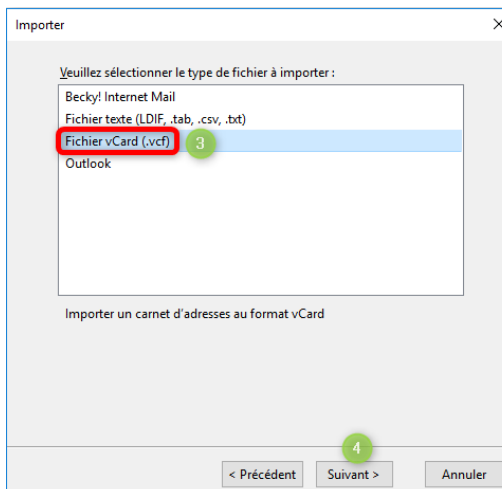 Importer
Veuillez sélectionner le type de fichier à importer :
Becky! Internet Mail
Fichier texte (LDIF, .tab, .csv, .txt)
Fichier vCard (.vcf) 3
Outlook
Importer un carnet d'adresses au format vCard
4
< Précédent Suivant > Annuler